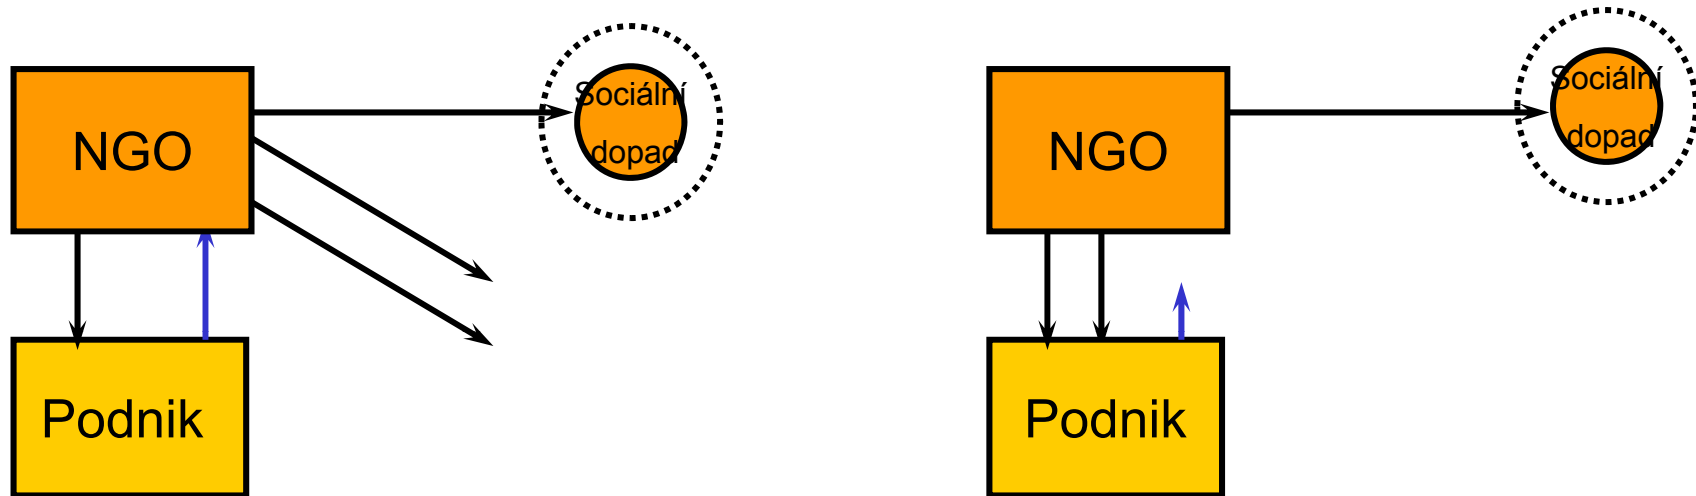 NGO
Sociální
dopad
Podnik
NGO
Sociální
dopad
Podnik